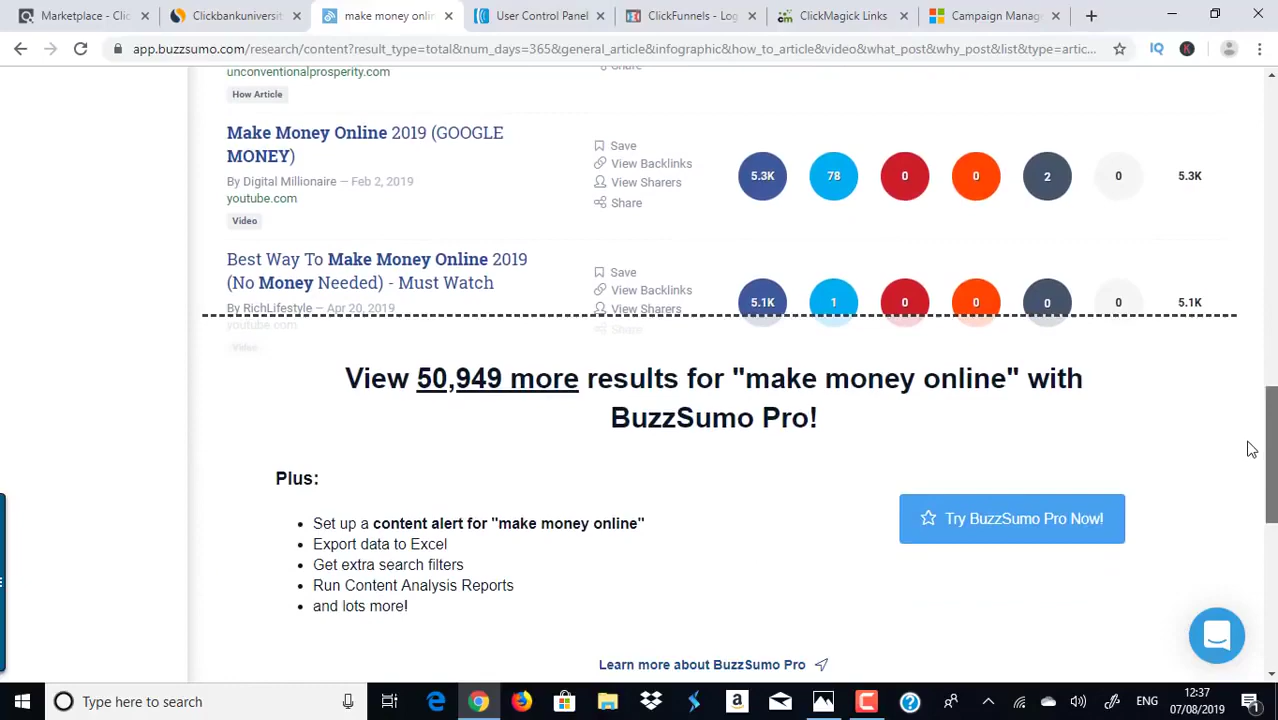 Marketplace - Clic
Clickbankuniversit
make money onlin
User Control Panel
ClickFunnels - Log
ClickMagick Links
Campaign Manag
app.buzzsumo.com/research/content?result_type=total&num_days=365&general_article&infographic&how_to_article&video&what_post&why_post&list&type=artic...
unconventionalprosperity.com
Share
How Article
Make Money Online 2019 (GOOGLE
MONEY)
By Digital Millionaire — Feb 2, 2019
youtube.com
Video
Save
View Backlinks
View Sharers
Share
5.3K 78 0 0 2 0 5.3K
Best Way To Make Money Online 2019
(No Money Needed) - Must Watch
By RichLifestyle — Apr 20, 2019
youtube.com
Video
Save
View Backlinks
View Sharers
Share
5.1K 1 0 0 0 0 5.1K
View 50,949 more results for "make money online" with
BuzzSumo Pro!
Plus:
• Set up a content alert for "make money online"
• Export data to Excel
• Get extra search filters
• Run Content Analysis Reports
• and lots more!
Try BuzzSumo Pro Now!
Learn more about BuzzSumo Pro
Type here to search
ENG
12:37
07/08/2019